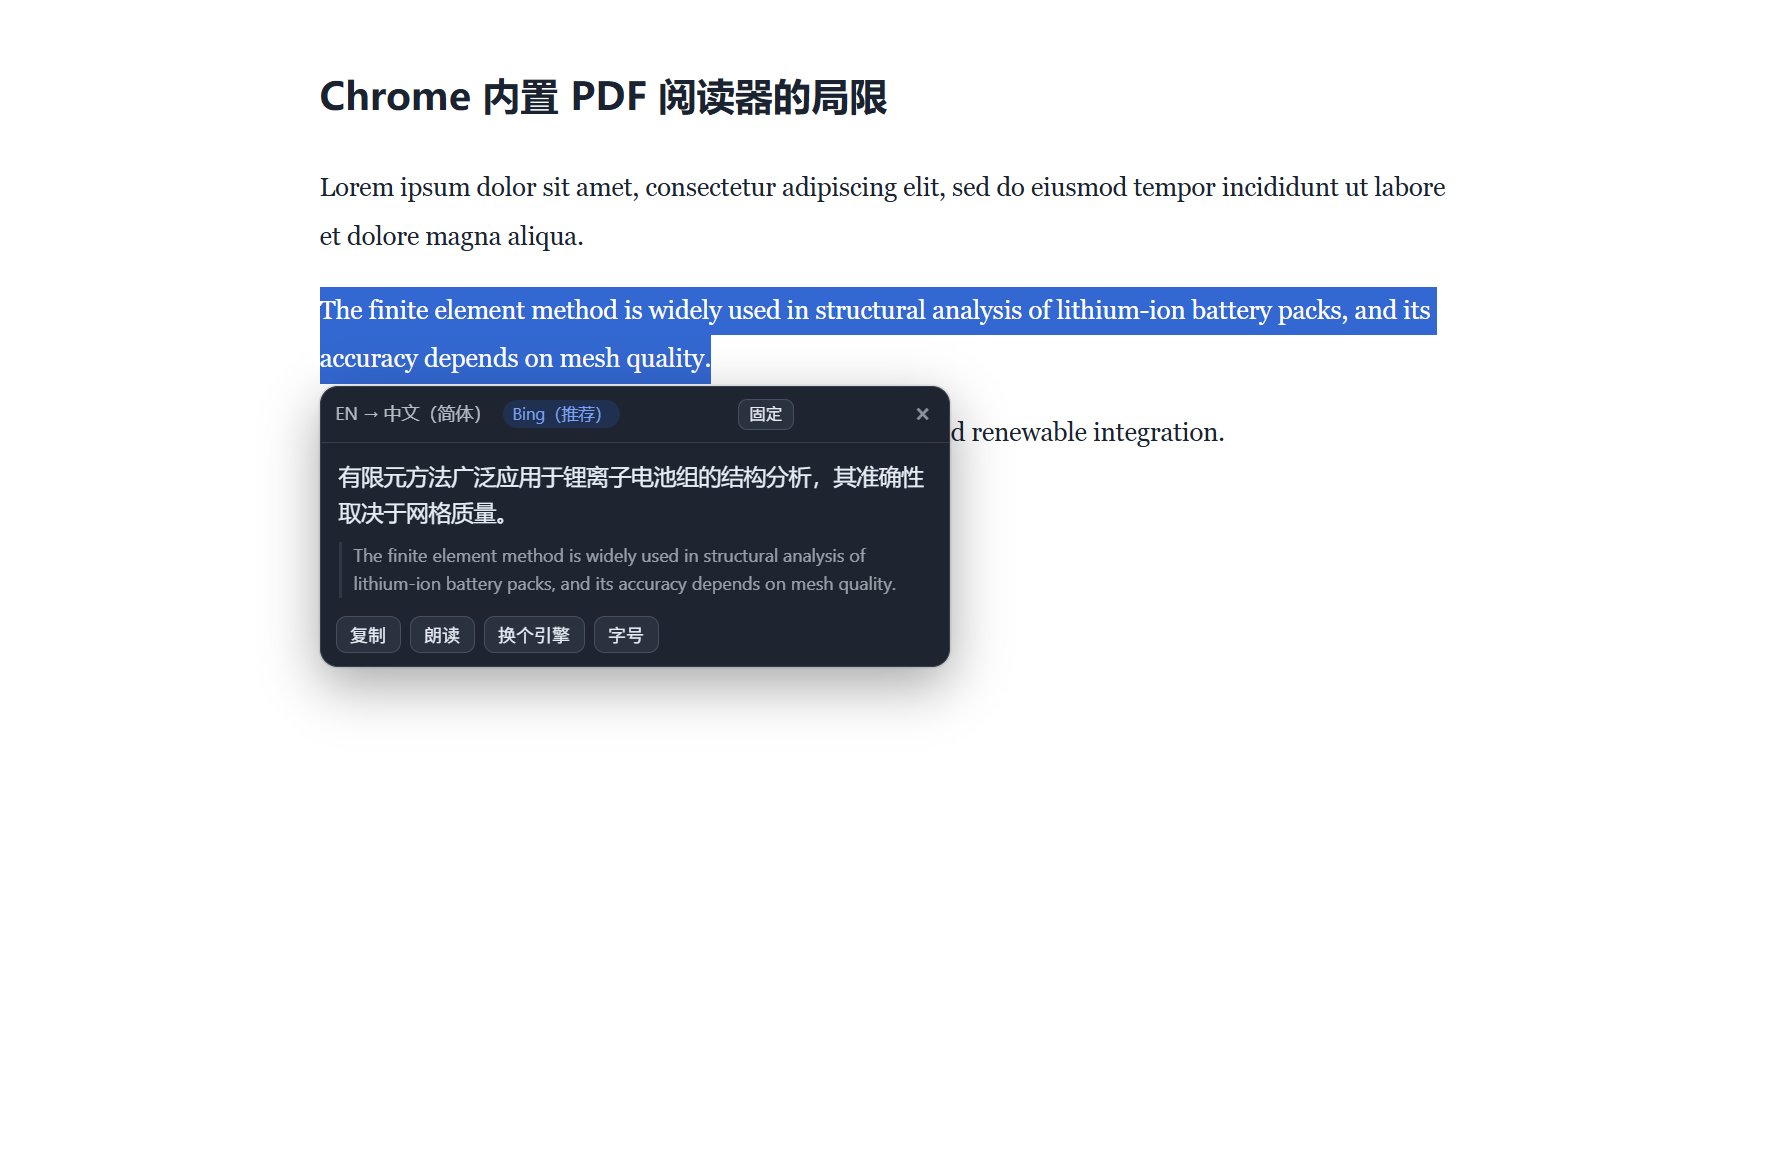 Chrome 内置 PDF 阅读器的局限
Lorem ipsum dolor sit amet, consectetur adipiscing elit, sed do eiusmod tempor incididunt ut labore
et dolore magna aliqua.
The finite element method is widely used in structural analysis of lithium-ion battery packs, and its
accuracy depends on mesh quality.
EN → 中文（简体） Bing（推荐） 固定 ×
renewable integration.
有限元方法广泛应用于锂离子电池组的结构分析，其准确性
取决于网格质量。
The finite element method is widely used in structural analysis of
lithium-ion battery packs, and its accuracy depends on mesh quality.
复制 朗读 换个引擎 字号